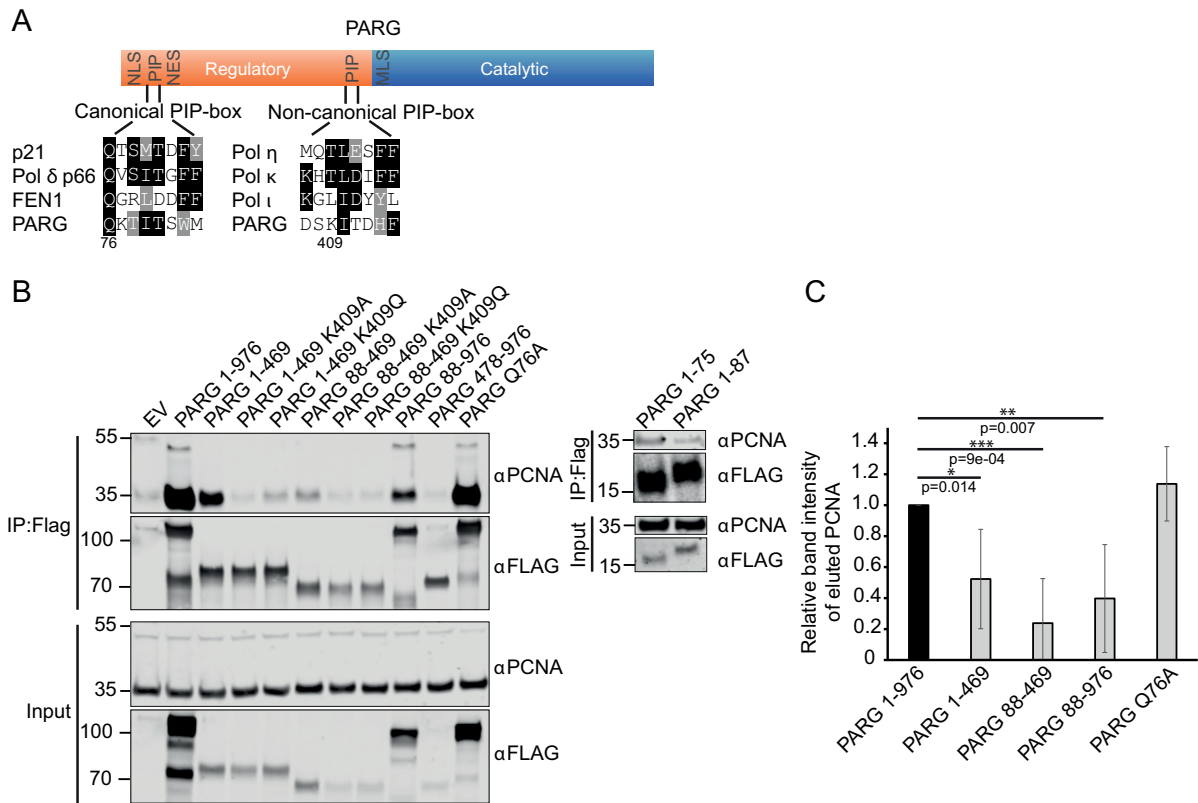 A
PARG
NLS PIP NES Regulatory PIP MLS Catalytic
Canonical PIP-box Non-canonical PIP-box
p21 QTSMTDFY Pol η MQTLESFF
Pol δ p66 QVSITGFF Pol κ KHTLDIFF
FEN1 QGRLDDFF Pol ι KGLIDYYL
PARG QKTITSWM PARG DSKITDHF
76 409
B
EV
PARG 1-976
PARG 1-469
PARG 1-469 K409A
PARG 1-469 K409Q
PARG 88-469
PARG 88-469 K409A
PARG 88-469 K409Q
PARG 88-976
PARG 478-976
PARG Q76A
IP:Flag
55
35
αPCNA
100
70
αFLAG
Input
55
35
αPCNA
100
70
αFLAG
PARG 1-75
PARG 1-87
IP:Flag
35
αPCNA
15
αFLAG
Input
35
αPCNA
15
αFLAG
C
Relative band intensity
of eluted PCNA
**
p=0.007
***
p=9e-04
*
p=0.014
1.4
1.2
1.0
0.8
0.6
0.4
0.2
0
PARG 1-976
PARG 1-469
PARG 88-469
PARG 88-976
PARG Q76A